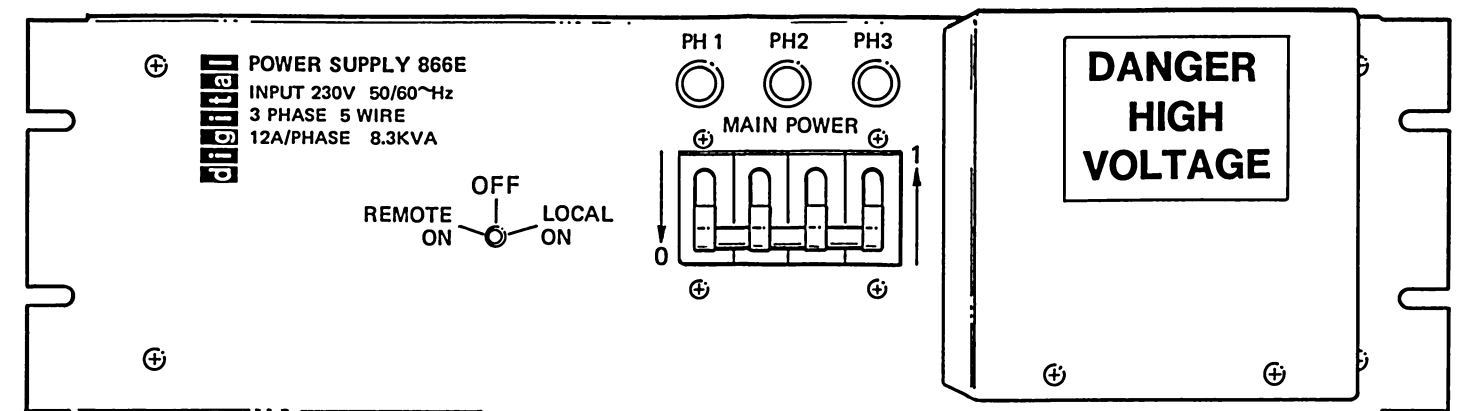 digital
POWER SUPPLY 866E
INPUT 230V 50/60~Hz
3 PHASE 5 WIRE
12A/PHASE 8.3KVA
OFF
REMOTE
ON
LOCAL
ON
PH 1 PH2 PH3
MAIN POWER
0
1
DANGER
HIGH
VOLTAGE